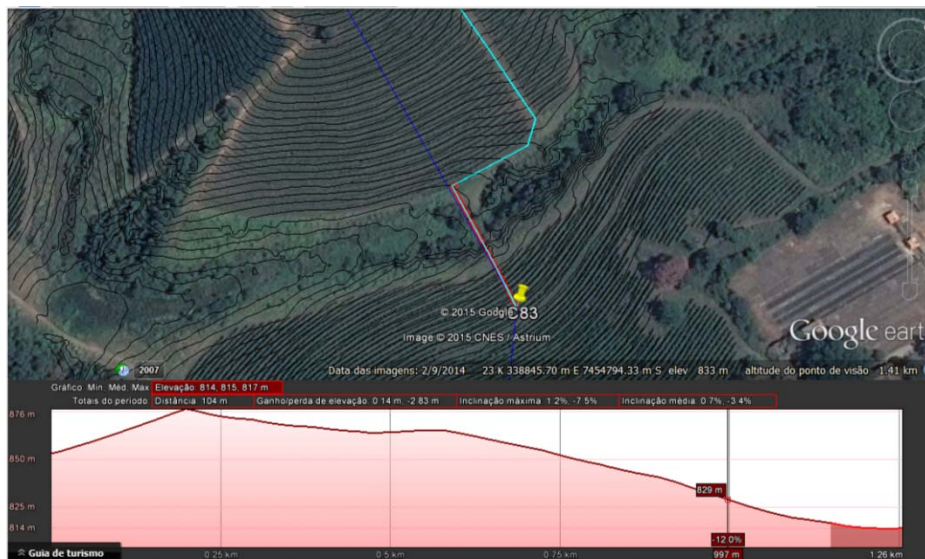 C83
© 2015 Google
Image © 2015 CNES / Astrium
Google eart
2007
Data das imagens: 2/9/2014 23 K 338845.70 m E 7454794.33 m S elev 833 m altitude do ponto de visão 1.41 km
Gráfico Mín. Méd. Máx Elevação: 814, 815, 817 m
Totais do período: Distância: 104 m Ganho/perda de elevação: 0.14 m, -2.83 m Inclinação máxima: 1.2%, -7.5% Inclinação média: 0.7%, -3.4%
876 m
850 m
829 m
825 m
814 m
-12.0%
Guia de turismo 0.25 km 0.5 km 0.75 km 997 m 1.26 km